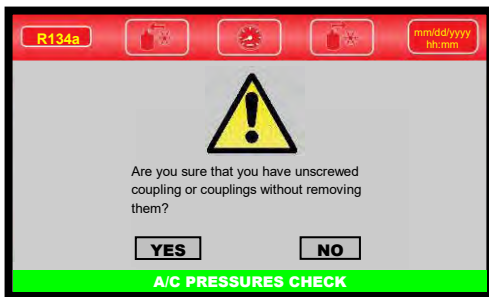 R134a
mm/dd/yyyy
hh:mm
Are you sure that you have unscrewed
coupling or couplings without removing
them?
YES NO
A/C PRESSURES CHECK